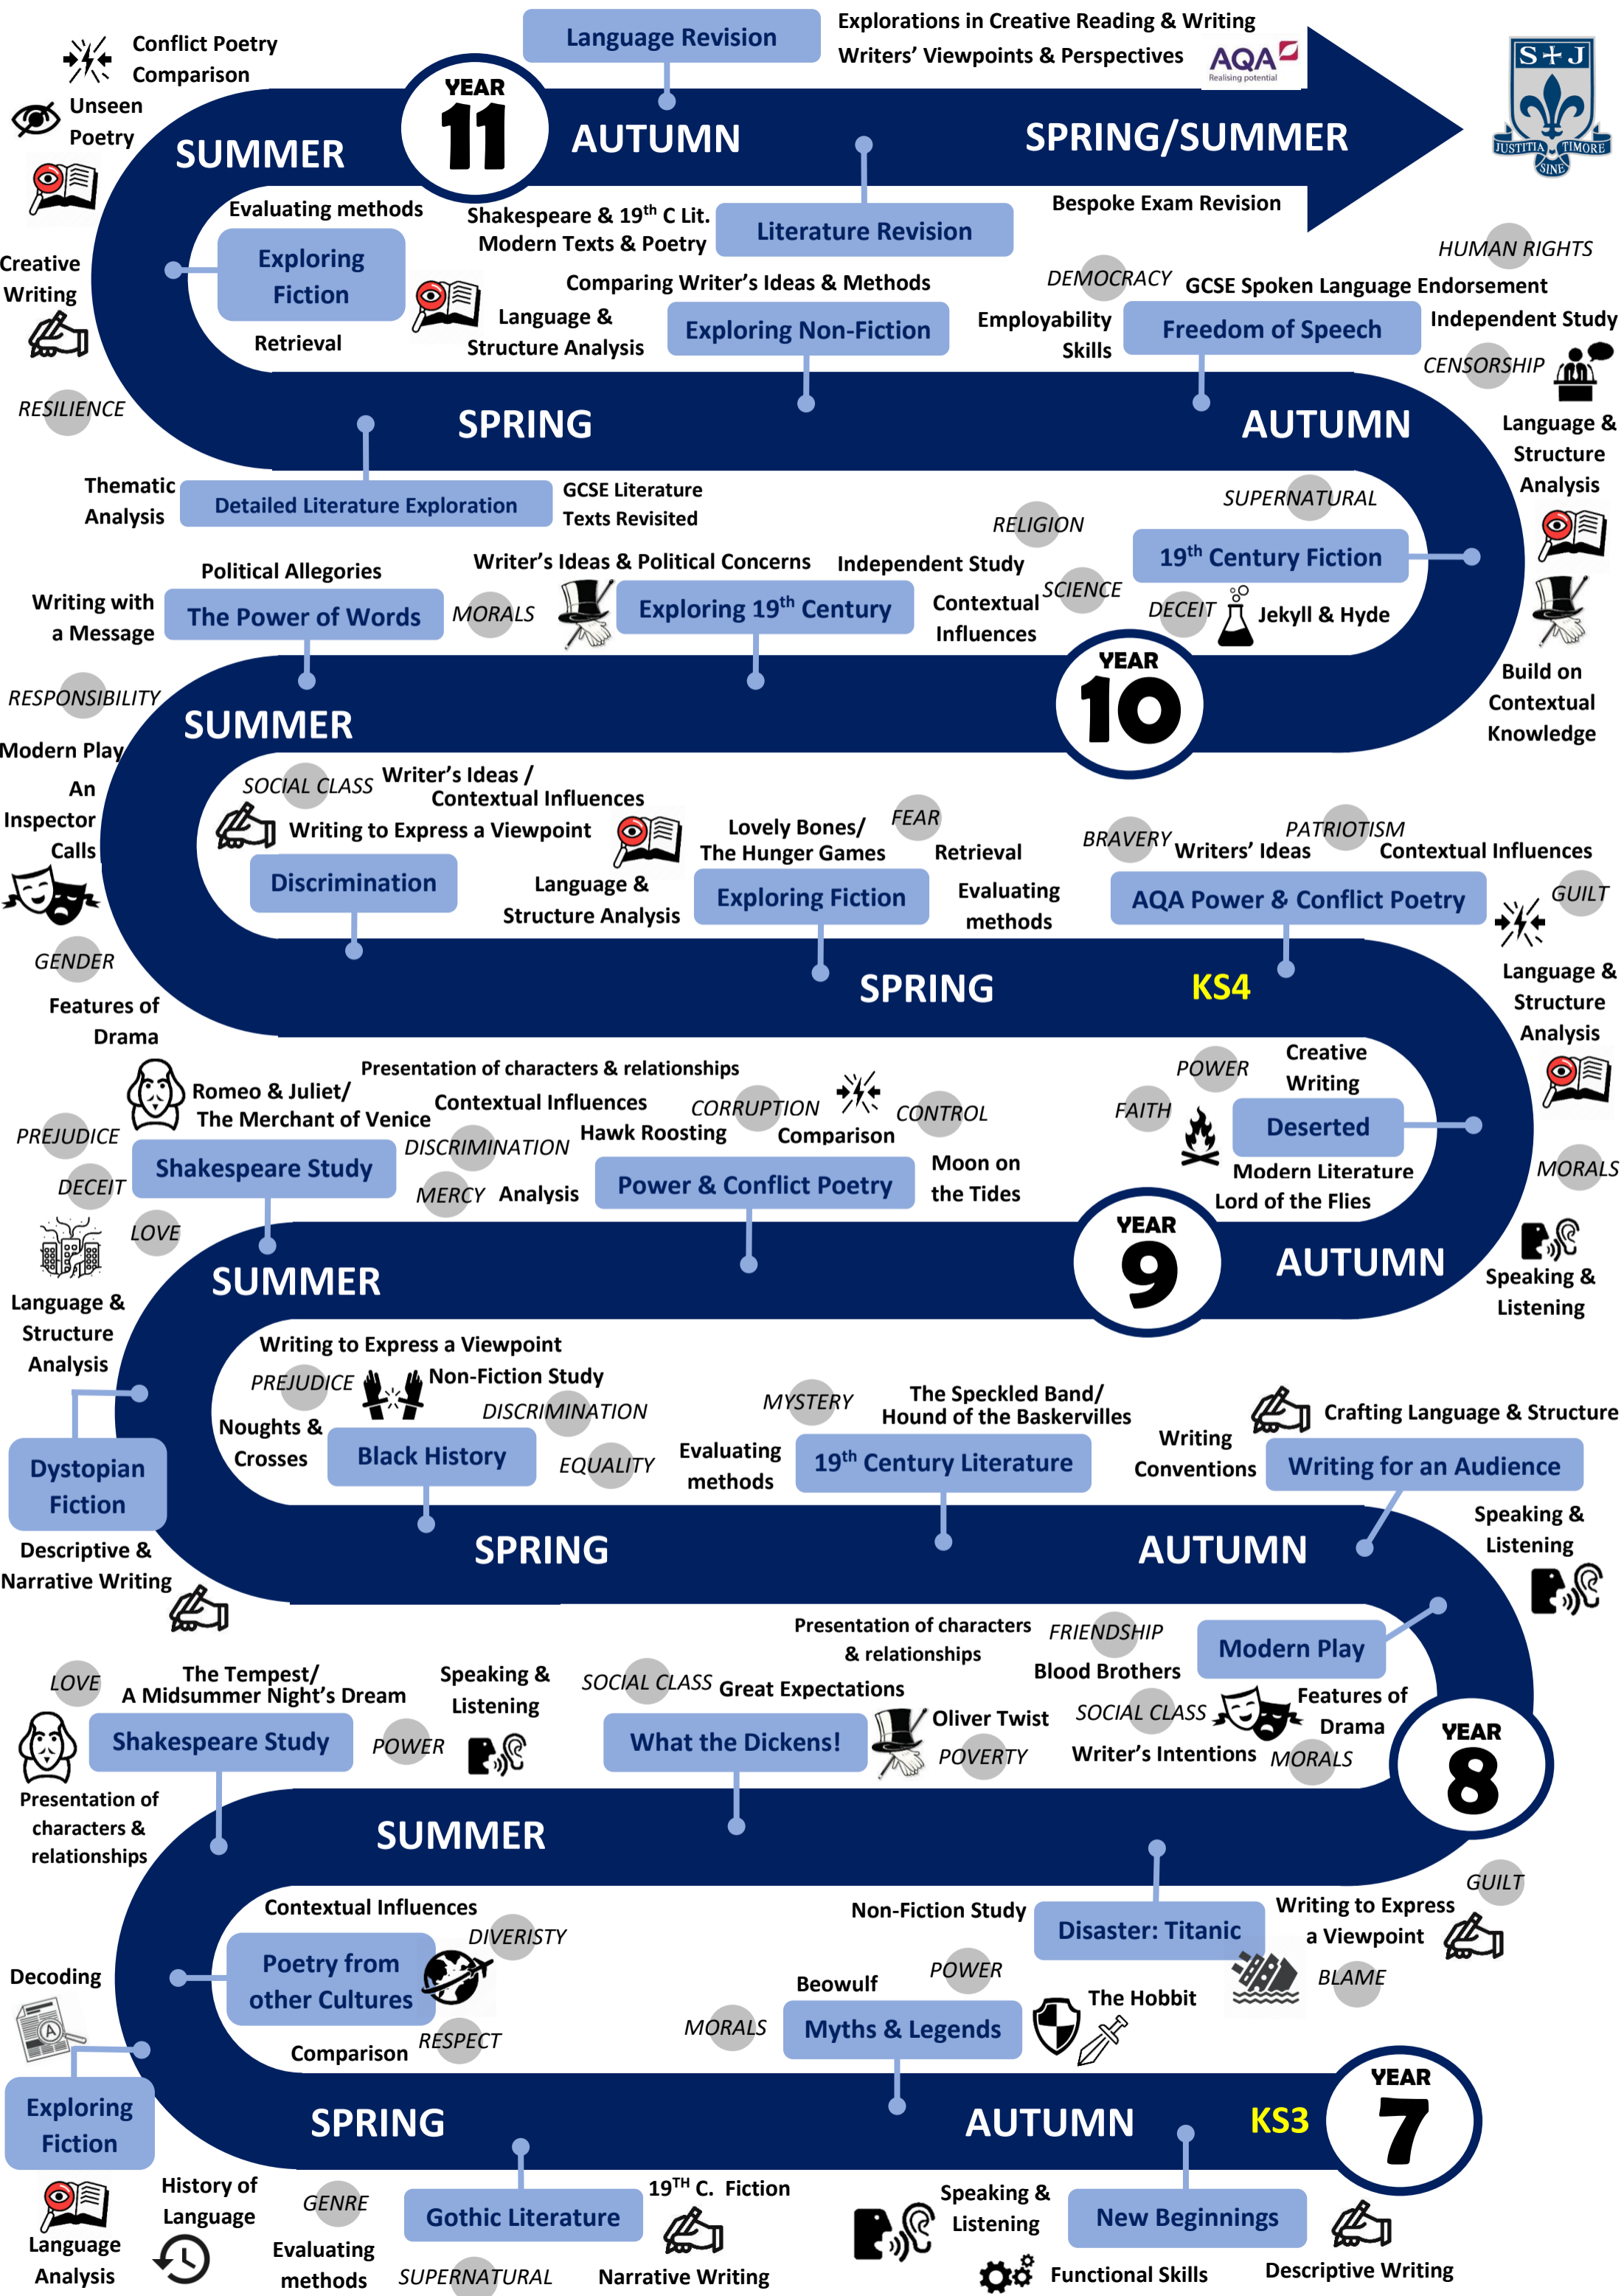 Language Revision
Explorations in Creative Reading & Writing
Writers' Viewpoints & Perspectives
AQA
Realising potential
S J
JUSTITIA TIMORE
SINE
Conflict Poetry
Comparison
Unseen
Poetry
YEAR
11
SUMMER
AUTUMN
SPRING/SUMMER
Evaluating methods
Exploring
Fiction
Retrieval
Creative
Writing
RESILIENCE
Shakespeare & 19th C Lit.
Modern Texts & Poetry
Literature Revision
Bespoke Exam Revision
Language &
Structure Analysis
Comparing Writer's Ideas & Methods
Exploring Non-Fiction
HUMAN RIGHTS
DEMOCRACY
GCSE Spoken Language Endorsement
Employability
Skills
Freedom of Speech
Independent Study
CENSORSHIP
SPRING
AUTUMN
Language &
Structure
Analysis
Thematic
Analysis
Detailed Literature Exploration
GCSE Literature
Texts Revisited
SUPERNATURAL
RELIGION
19th Century Fiction
SCIENCE
DECEIT
Jekyll & Hyde
Political Allegories
Writing with
a Message
The Power of Words
MORALS
Writer's Ideas & Political Concerns
Independent Study
Exploring 19th Century
Contextual
Influences
Build on
Contextual
Knowledge
YEAR
10
RESPONSIBILITY
SUMMER
Modern Play
An
Inspector
Calls
GENDER
Features of
Drama
SOCIAL CLASS
Writer's Ideas /
Contextual Influences
Writing to Express a Viewpoint
Discrimination
Language &
Structure Analysis
Lovely Bones/
The Hunger Games
FEAR
Retrieval
Exploring Fiction
Evaluating
methods
BRAVERY
PATRIOTISM
Writers' Ideas
Contextual Influences
AQA Power & Conflict Poetry
GUILT
SPRING
KS4
Language &
Structure
Analysis
Romeo & Juliet/
The Merchant of Venice
PREJUDICE
Shakespeare Study
DECEIT
LOVE
Presentation of characters & relationships
Contextual Influences
DISCRIMINATION
MERCY
Analysis
CORRUPTION
Hawk Roosting
Comparison
CONTROL
Power & Conflict Poetry
Moon on
the Tides
POWER
Creative
Writing
FAITH
Deserted
Modern Literature
Lord of the Flies
MORALS
YEAR
9
SUMMER
AUTUMN
Speaking &
Listening
Language &
Structure
Analysis
Dystopian
Fiction
Descriptive &
Narrative Writing
Writing to Express a Viewpoint
PREJUDICE
Non-Fiction Study
DISCRIMINATION
Noughts &
Crosses
Black History
EQUALITY
MYSTERY
The Speckled Band/
Hound of the Baskervilles
Evaluating
methods
19th Century Literature
Crafting Language & Structure
Writing
Conventions
Writing for an Audience
Speaking &
Listening
SPRING
AUTUMN
Presentation of characters
& relationships
FRIENDSHIP
Modern Play
Blood Brothers
SOCIAL CLASS
Features of
Drama
Writer's Intentions
MORALS
YEAR
8
LOVE
The Tempest/
A Midsummer Night's Dream
Shakespeare Study
POWER
Speaking &
Listening
SOCIAL CLASS
Great Expectations
What the Dickens!
Oliver Twist
POVERTY
Presentation of
characters &
relationships
SUMMER
Contextual Influences
DIVERISTY
Poetry from
other Cultures
RESPECT
Comparison
Decoding
Exploring
Fiction
Non-Fiction Study
Disaster: Titanic
Writing to Express
a Viewpoint
GUILT
BLAME
Beowulf
POWER
MORALS
Myths & Legends
The Hobbit
SPRING
AUTUMN
KS3
YEAR
7
Language
Analysis
History of
Language
GENRE
Evaluating
methods
Gothic Literature
SUPERNATURAL
19TH C. Fiction
Narrative Writing
Speaking &
Listening
New Beginnings
Functional Skills
Descriptive Writing